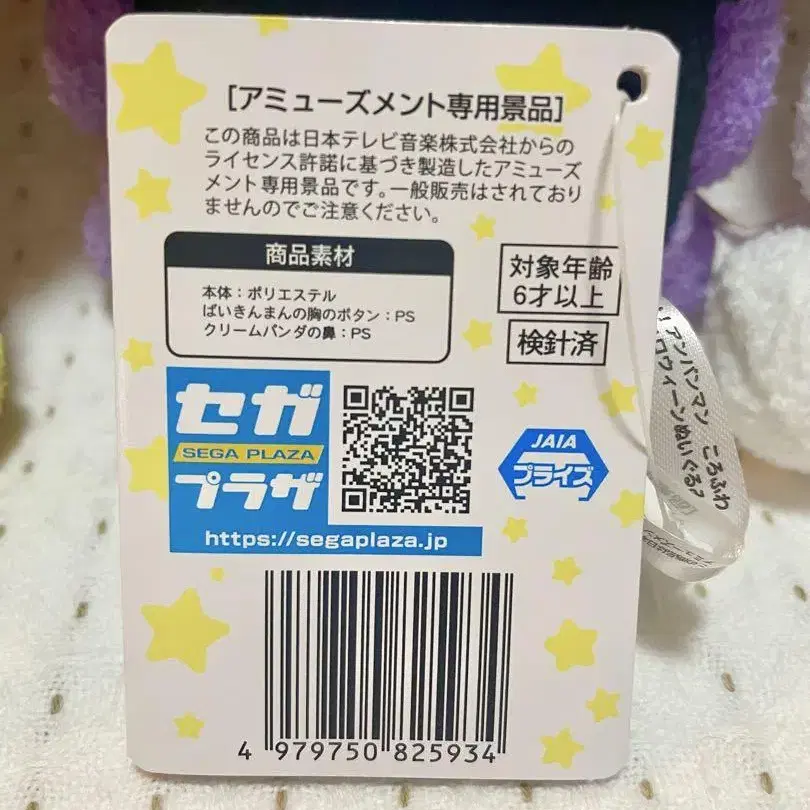 [アミューズメント専用景品]
この商品は日本テレビ音楽株式会社からの
ライセンス許諾に基づき製造したアミューズ
メント専用景品です。一般販売はされており
ませんのでご注意ください。
商品素材
本体:ポリエステル
ばいきんまんの胸のボタン:PS
クリームパンダの鼻:PS
対象年齢
6才以上
検針済
セガ
SEGA PLAZA
プラザ
https://segaplaza.jp
JAIA
プライズ
4 979750 825934
アンパンマン ころふわ
ロウィーンぬいぐる